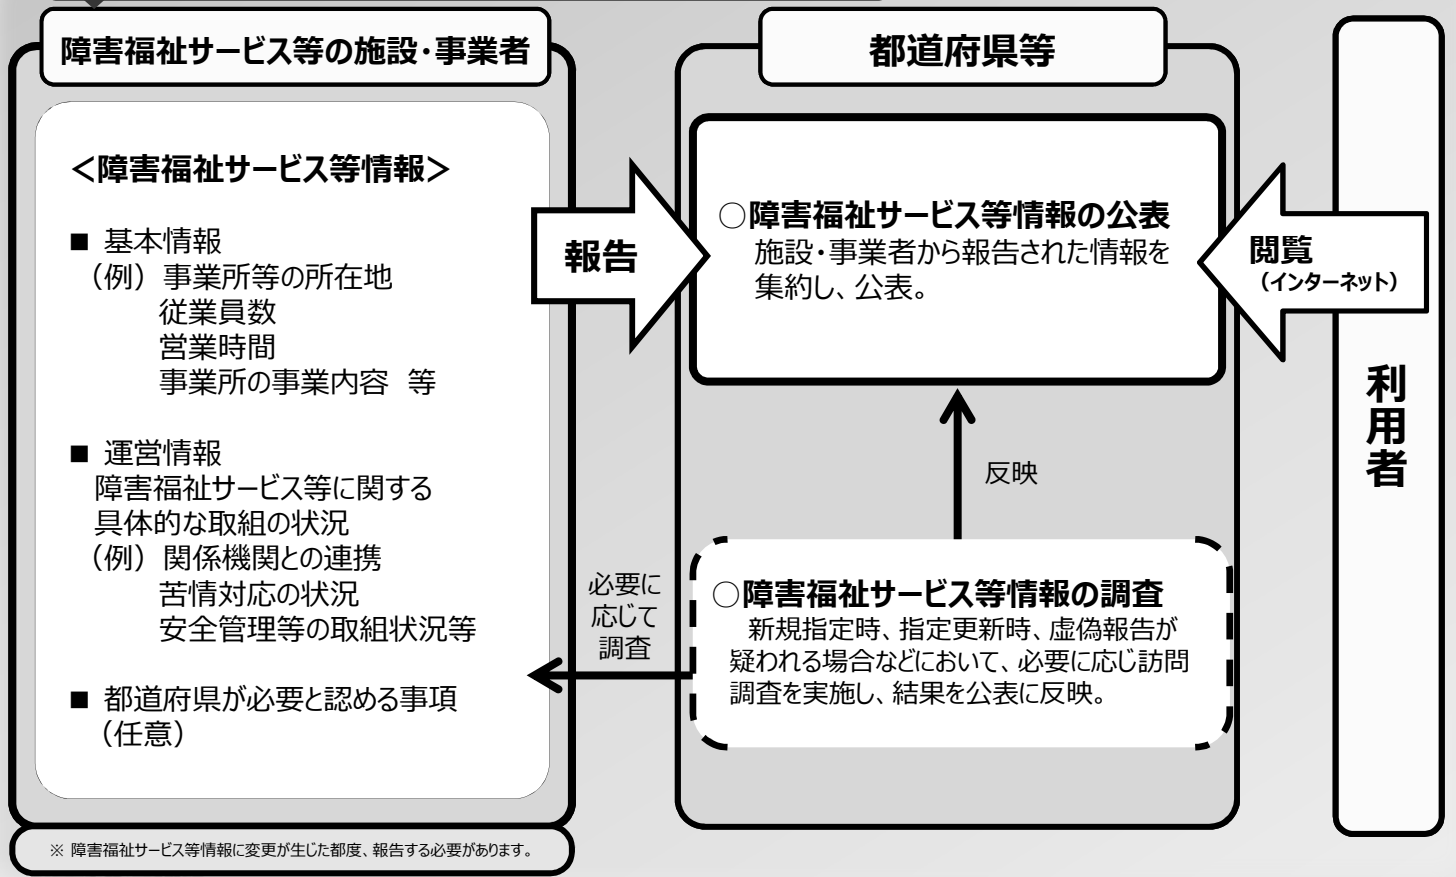 障害福祉サービス等の施設・事業者
＜障害福祉サービス等情報＞
■ 基本情報
（例）事業所等の所在地
従業員数
営業時間
事業所の事業内容　等
■ 運営情報
障害福祉サービス等に関する
具体的な取組の状況
（例）関係機関との連携
苦情対応の状況
安全管理等の取組状況等
■ 都道府県が必要と認める事項
（任意）
※ 障害福祉サービス等情報に変更が生じた都度、報告する必要があります。
報告
必要に
応じて
調査
都道府県等
○障害福祉サービス等情報の公表
施設・事業者から報告された情報を
集約し、公表。
反映
○障害福祉サービス等情報の調査
新規指定時、指定更新時、虚偽報告が
疑われる場合などにおいて、必要に応じ訪問
調査を実施し、結果を公表に反映。
閲覧
（インターネット）
利用者